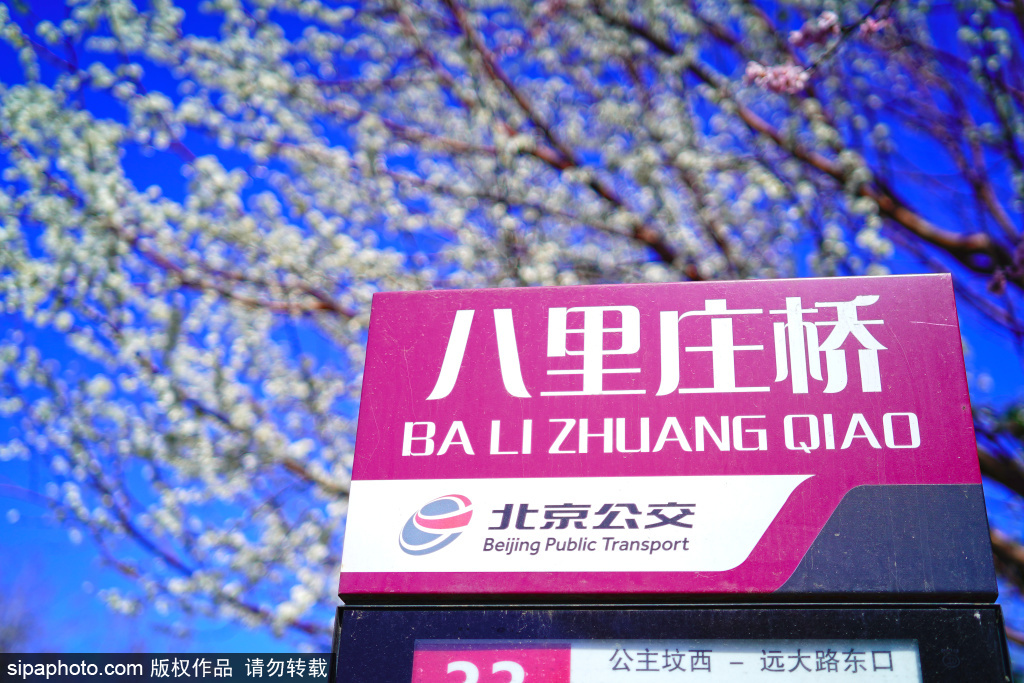 八里庄桥
BA LI ZHUANG QIAO
北京公交
Beijing Public Transport
公主坟西 - 远大路东口
sipaphoto.com 版权作品 请勿转载